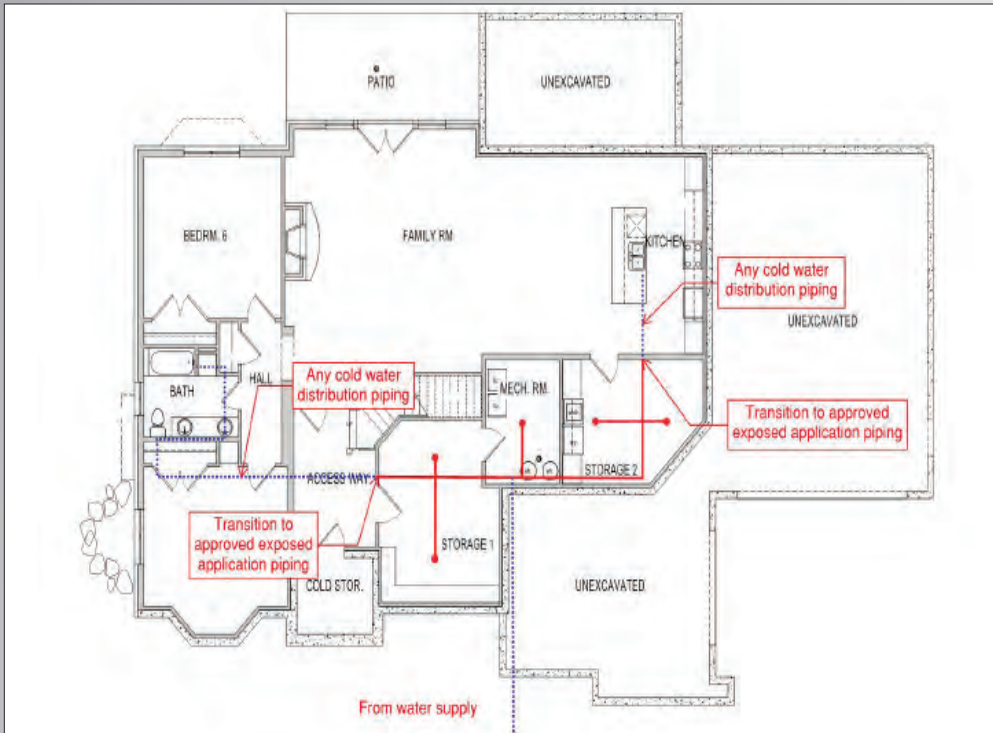 PATIO
UNEXCAVATED
BEDRM. 6
FAMILY RM
KITCHEN
Any cold water
distribution piping
UNEXCAVATED
HALL
BATH
Any cold water
distribution piping
MECH. RM.
Transition to approved
exposed application piping
STORAGE 2
ACCESS WAY
Transition to
approved exposed
application piping
STORAGE 1
COLD STOR.
UNEXCAVATED
From water supply